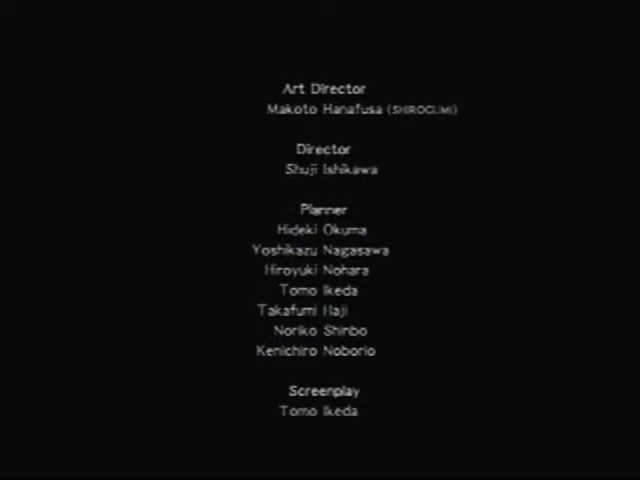 Art Director
Makoto Hanafusa (SHIROGUMI)
Director
Shuji Ishikawa
Planner
Hideki Okuma
Yoshikazu Nagasawa
Hiroyuki Nohara
Tomo Ikeda
Takafumi Haji
Noriko Shinbo
Kenichiro Noborio
Screenplay
Tomo Ikeda